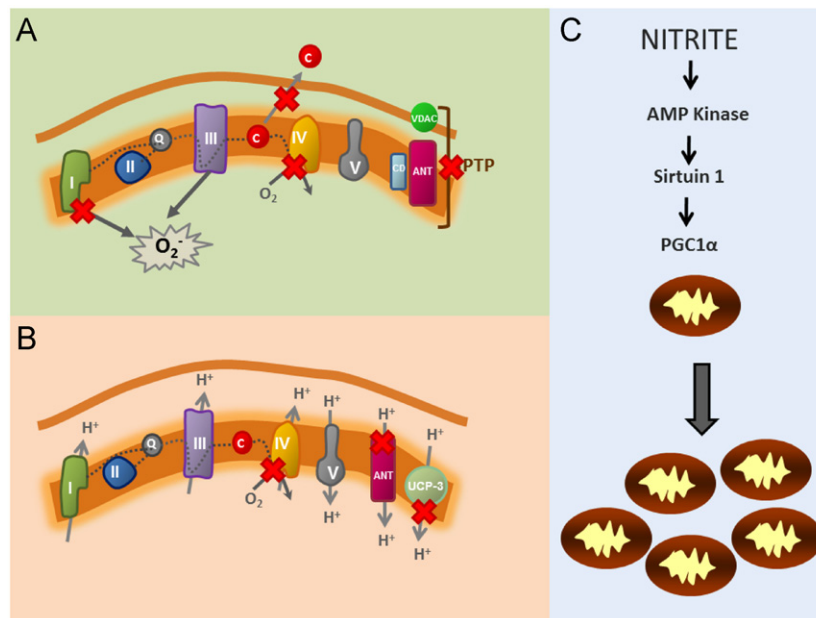 A
c
VDAC
Q
III
c
IV
II
I
V
CD
ANT
PTP
O₂
O₂⁻
B
H⁺
H⁺
H⁺
H⁺
H⁺
H⁺
Q
III
c
IV
II
I
V
ANT
UCP-3
O₂
H⁺
H⁺
H⁺
C
NITRITE
AMP Kinase
Sirtuin 1
PGC1α